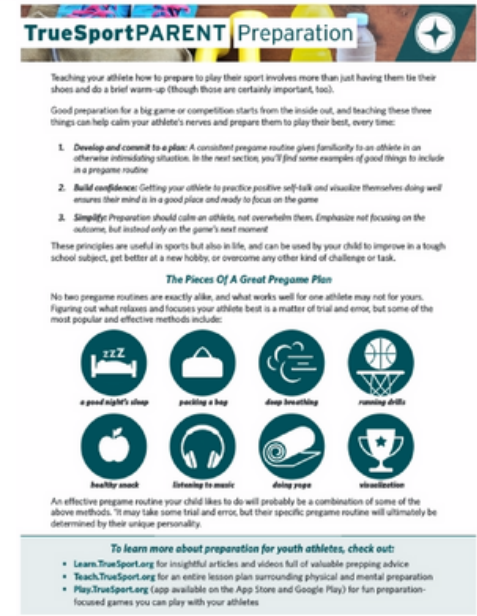 TrueSportPARENT Preparation
Teaching your athlete how to prepare to play their sport involves more than just having them tie their
shoes and do a brief warm-up (though those are certainly important, too).
Good preparation for a big game or competition starts from the inside out, and teaching these three
things can help calm your athlete's nerves and prepare them to play their best, every time:
1. Develop and commit to a plan: A consistent pregame routine gives familiarity to an athlete in an
otherwise intimidating situation. In the next section, you'll find some examples of good things to include
in a pregame routine
2. Build confidence: Getting your athlete to practice positive self-talk and visualize themselves doing well
ensures their mind is in a good place and ready to focus on the game
3. Simplify: Preparation should calm an athlete, not overwhelm them. Emphasize not focusing on the
outcome, but instead only on the game's next moment
These principles are useful in sports but also in life, and can be used by your child to improve in a tough
school subject, get better at a new hobby, or overcome any other kind of challenge or task.
The Pieces Of A Great Pregame Plan
No two pregame routines are exactly alike, and what works well for one athlete may not for yours.
Figuring out what relaxes and focuses your athlete best is a matter of trial and error, but some of the
most popular and effective methods include:
zzZ
a good night's sleep packing a bag deep breathing running drills
healthy snack listening to music doing yoga visualization
An effective pregame routine your child likes to do will probably be a combination of some of the
above methods. "It may take some trial and error, but their specific pregame routine will ultimately be
determined by their unique personality.
To learn more about preparation for youth athletes, check out:
• Learn.TrueSport.org for insightful articles and videos full of valuable prepping advice
• Teach.TrueSport.org for an entire lesson plan surrounding physical and mental preparation
• Play.TrueSport.org (app available on the App Store and Google Play) for fun preparation-
focused games you can play with your athletes